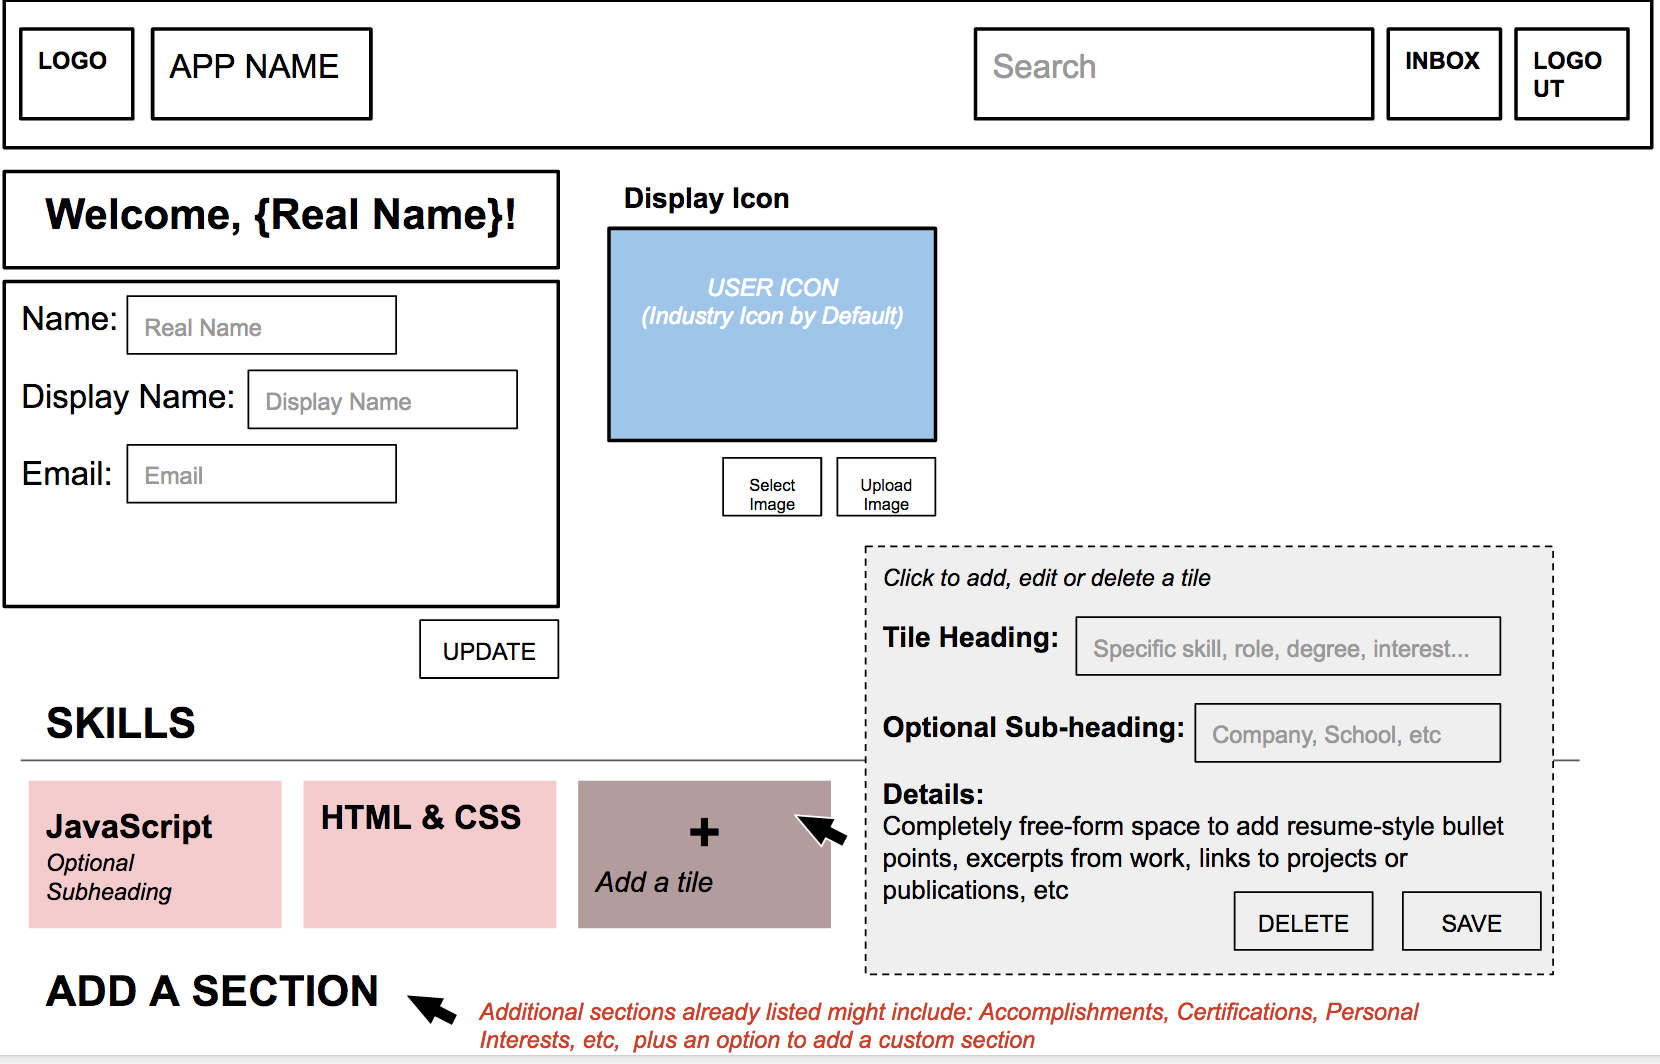 LOGO
APP NAME
Search
INBOX
LOGO
UT
Welcome, {Real Name}!
Name:
Real Name
Display Name:
Display Name
Email:
Email
UPDATE
Display Icon
USER ICON
(Industry Icon by Default)
Select
Image
Upload
Image
Click to add, edit or delete a tile
Tile Heading:
Specific skill, role, degree, interest...
Optional Sub-heading:
Company, School, etc
Details:
Completely free-form space to add resume-style bullet
points, excerpts from work, links to projects or
publications, etc
DELETE
SAVE
SKILLS
JavaScript
Optional
Subheading
HTML & CSS
+
Add a tile
ADD A SECTION
Additional sections already listed might include: Accomplishments, Certifications, Personal
Interests, etc,  plus an option to add a custom section